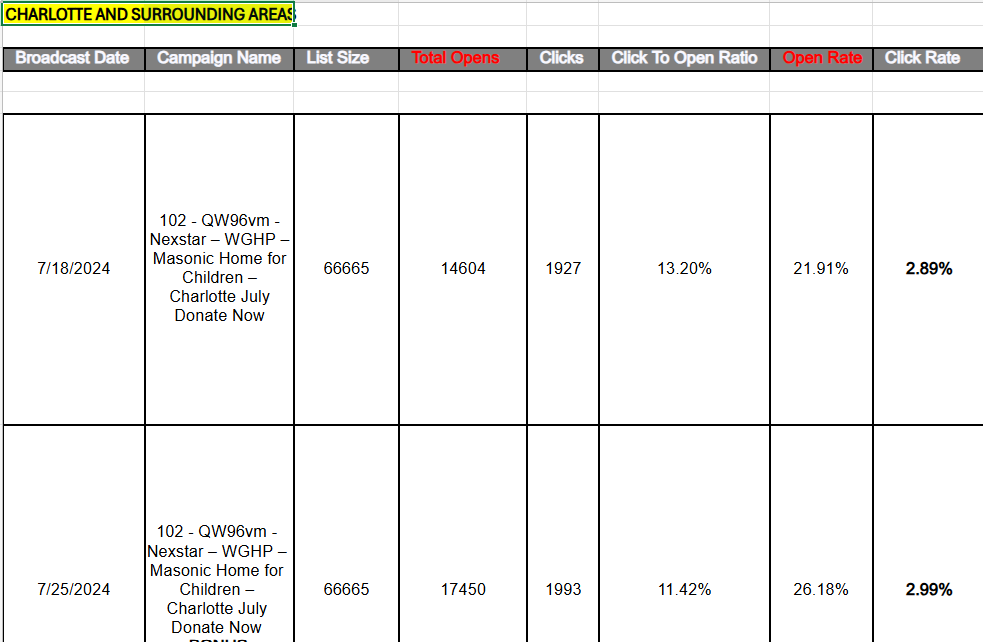 CHARLOTTE AND SURROUNDING AREAS
Broadcast Date Campaign Name List Size Total Opens Clicks Click To Open Ratio Open Rate Click Rate
102 - QW96vm -
Nexstar – WGHP –
Masonic Home for
7/18/2024 Children – 66665 14604 1927 13.20% 21.91% 2.89%
Charlotte July
Donate Now
102 - QW96vm -
Nexstar – WGHP –
Masonic Home for
7/25/2024 Children – 66665 17450 1993 11.42% 26.18% 2.99%
Charlotte July
Donate Now